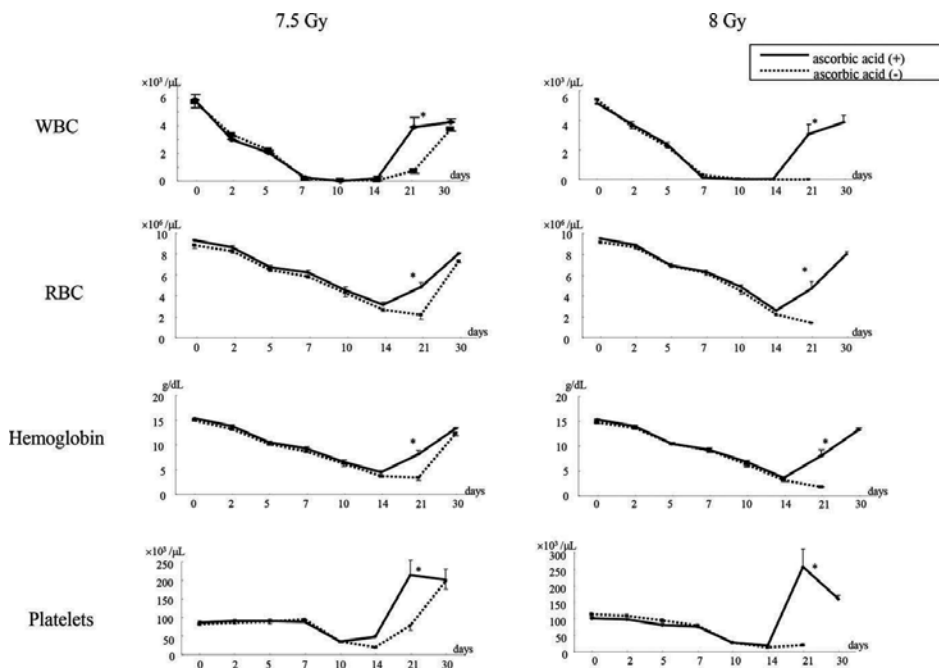 7.5 Gy
8 Gy
ascorbic acid (+)
ascorbic acid (-)
WBC
×10³ /μL
6
4
2
0
*
0 2 5 7 10 14 21 30
days
×10³ /μL
6
4
2
0
*
0 2 5 7 10 14 21 30
days
RBC
×10⁶ /μL
10
8
6
4
2
0
*
0 2 5 7 10 14 21 30
days
×10⁶ /μL
10
8
6
4
2
0
*
0 2 5 7 10 14 21 30
days
Hemoglobin
g/dL
20
15
10
5
0
*
0 2 5 7 10 14 21 30
days
g/dL
20
15
10
5
0
*
0 2 5 7 10 14 21 30
days
Platelets
×10³ /μL
250
200
150
100
50
0
*
0 2 5 7 10 14 21 30
days
×10³ /μL
300
250
200
150
100
50
0
*
0 2 5 7 10 14 21 30
days